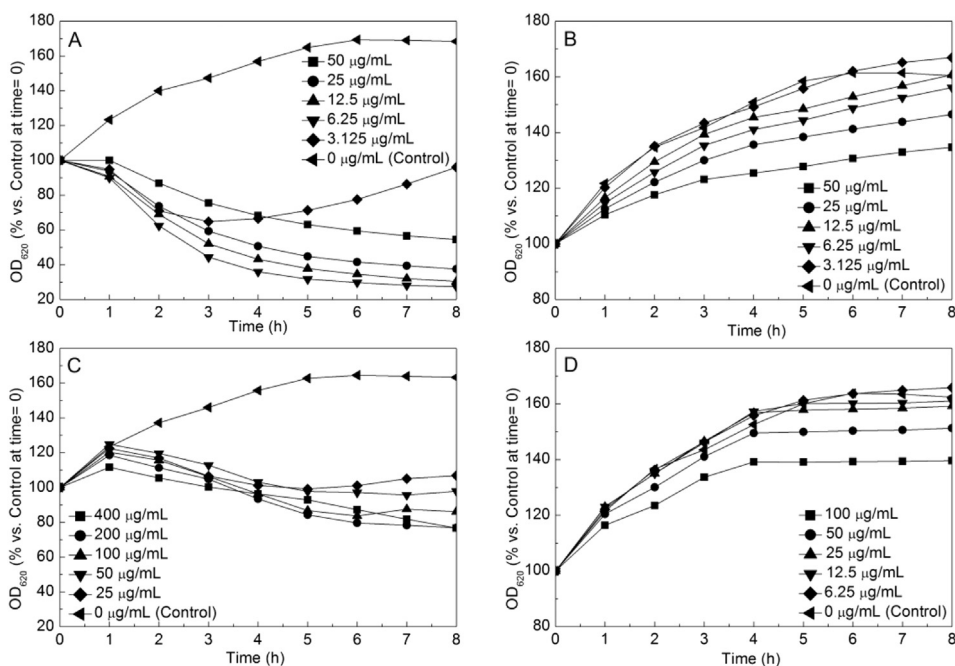 A
OD620 (% vs. Control at time= 0)
180
160
140
120
100
80
60
40
20
50 μg/mL
25 μg/mL
12.5 μg/mL
6.25 μg/mL
3.125 μg/mL
0 μg/mL (Control)
0 1 2 3 4 5 6 7 8
Time (h)
B
OD620 (% vs. Control at time= 0)
180
160
140
120
100
80
50 μg/mL
25 μg/mL
12.5 μg/mL
6.25 μg/mL
3.125 μg/mL
0 μg/mL (Control)
0 1 2 3 4 5 6 7 8
Time (h)
C
OD620 (% vs. Control at time= 0)
180
160
140
120
100
80
60
40
20
400 μg/mL
200 μg/mL
100 μg/mL
50 μg/mL
25 μg/mL
0 μg/mL (Control)
0 1 2 3 4 5 6 7 8
Time (h)
D
OD620 (% vs. Control at time= 0)
180
160
140
120
100
80
100 μg/mL
50 μg/mL
25 μg/mL
12.5 μg/mL
6.25 μg/mL
0 μg/mL (Control)
0 1 2 3 4 5 6 7 8
Time (h)